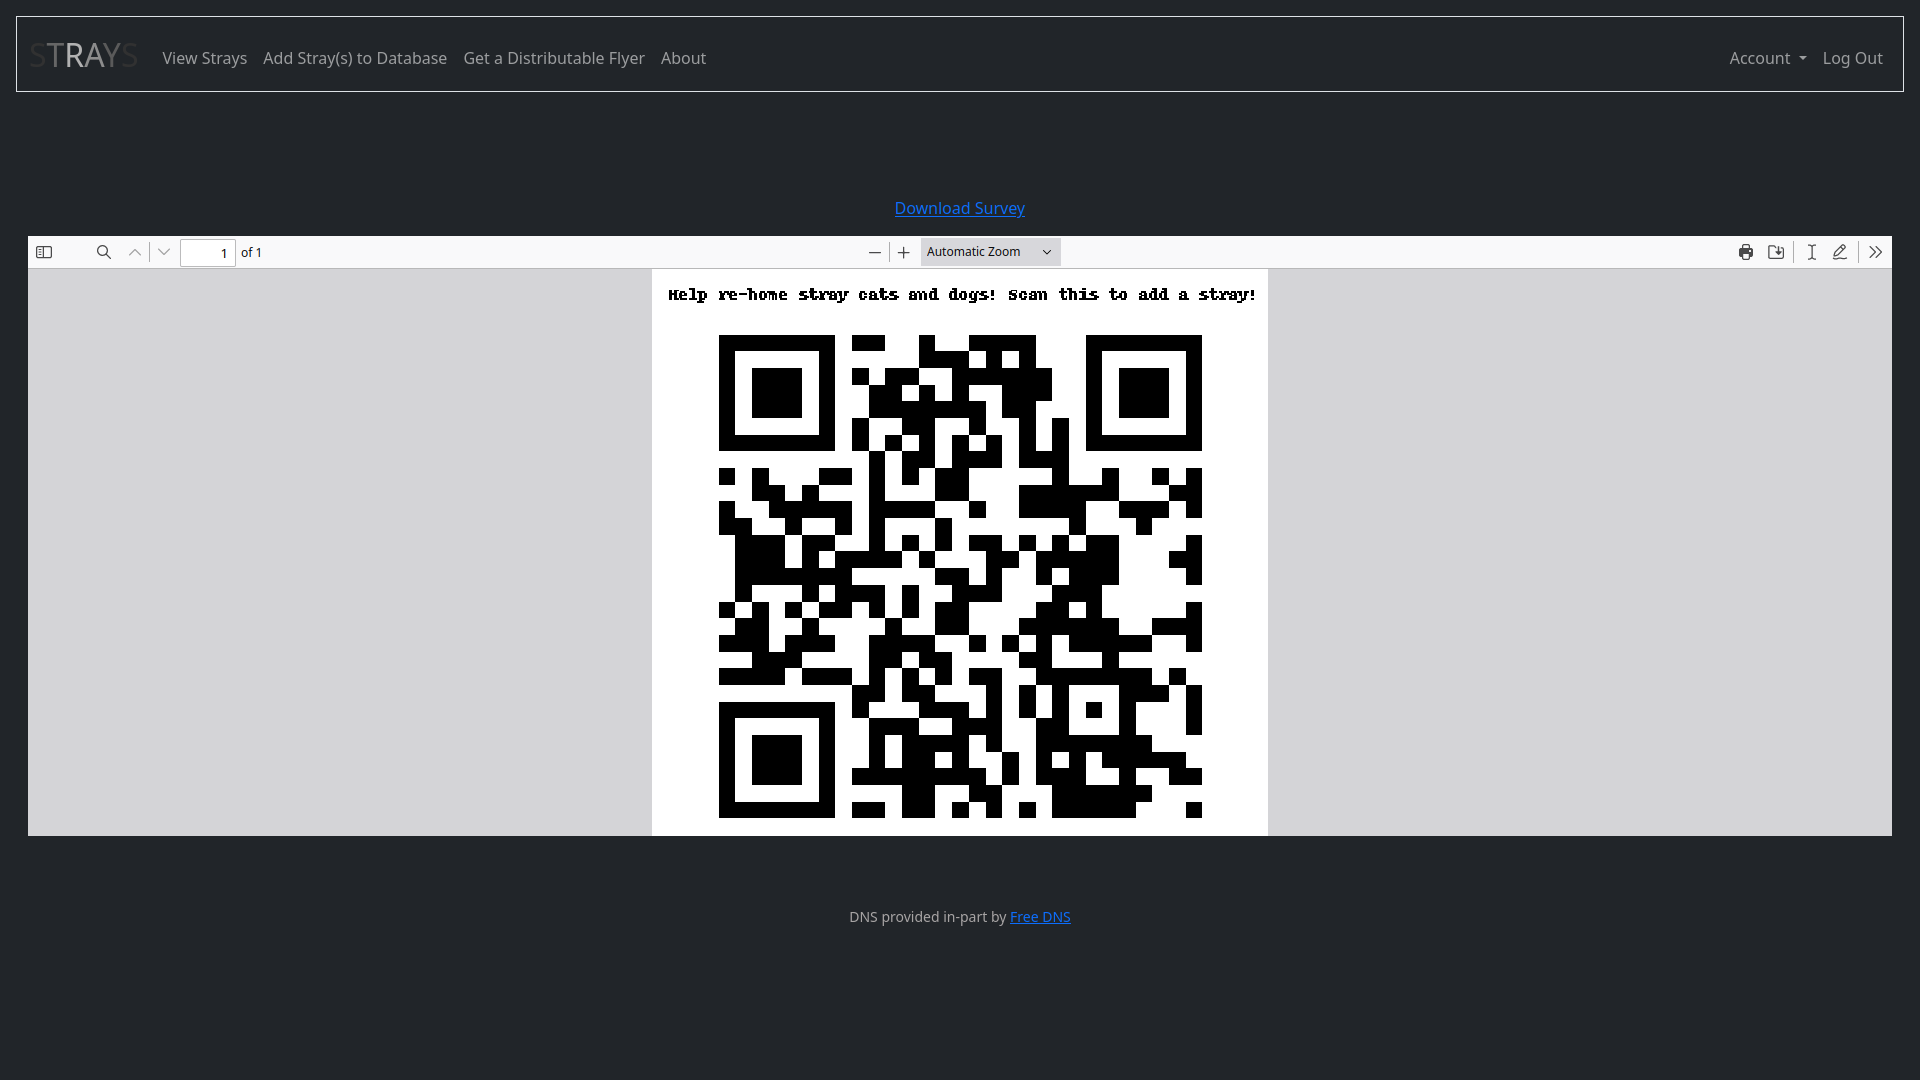 STRAYS View Strays Add Stray(s) to Database Get a Distributable Flyer About Account Log Out
Download Survey
1 of 1 Automatic Zoom
Help re-home stray cats and dogs! Scan this to add a stray!
DNS provided in-part by Free DNS